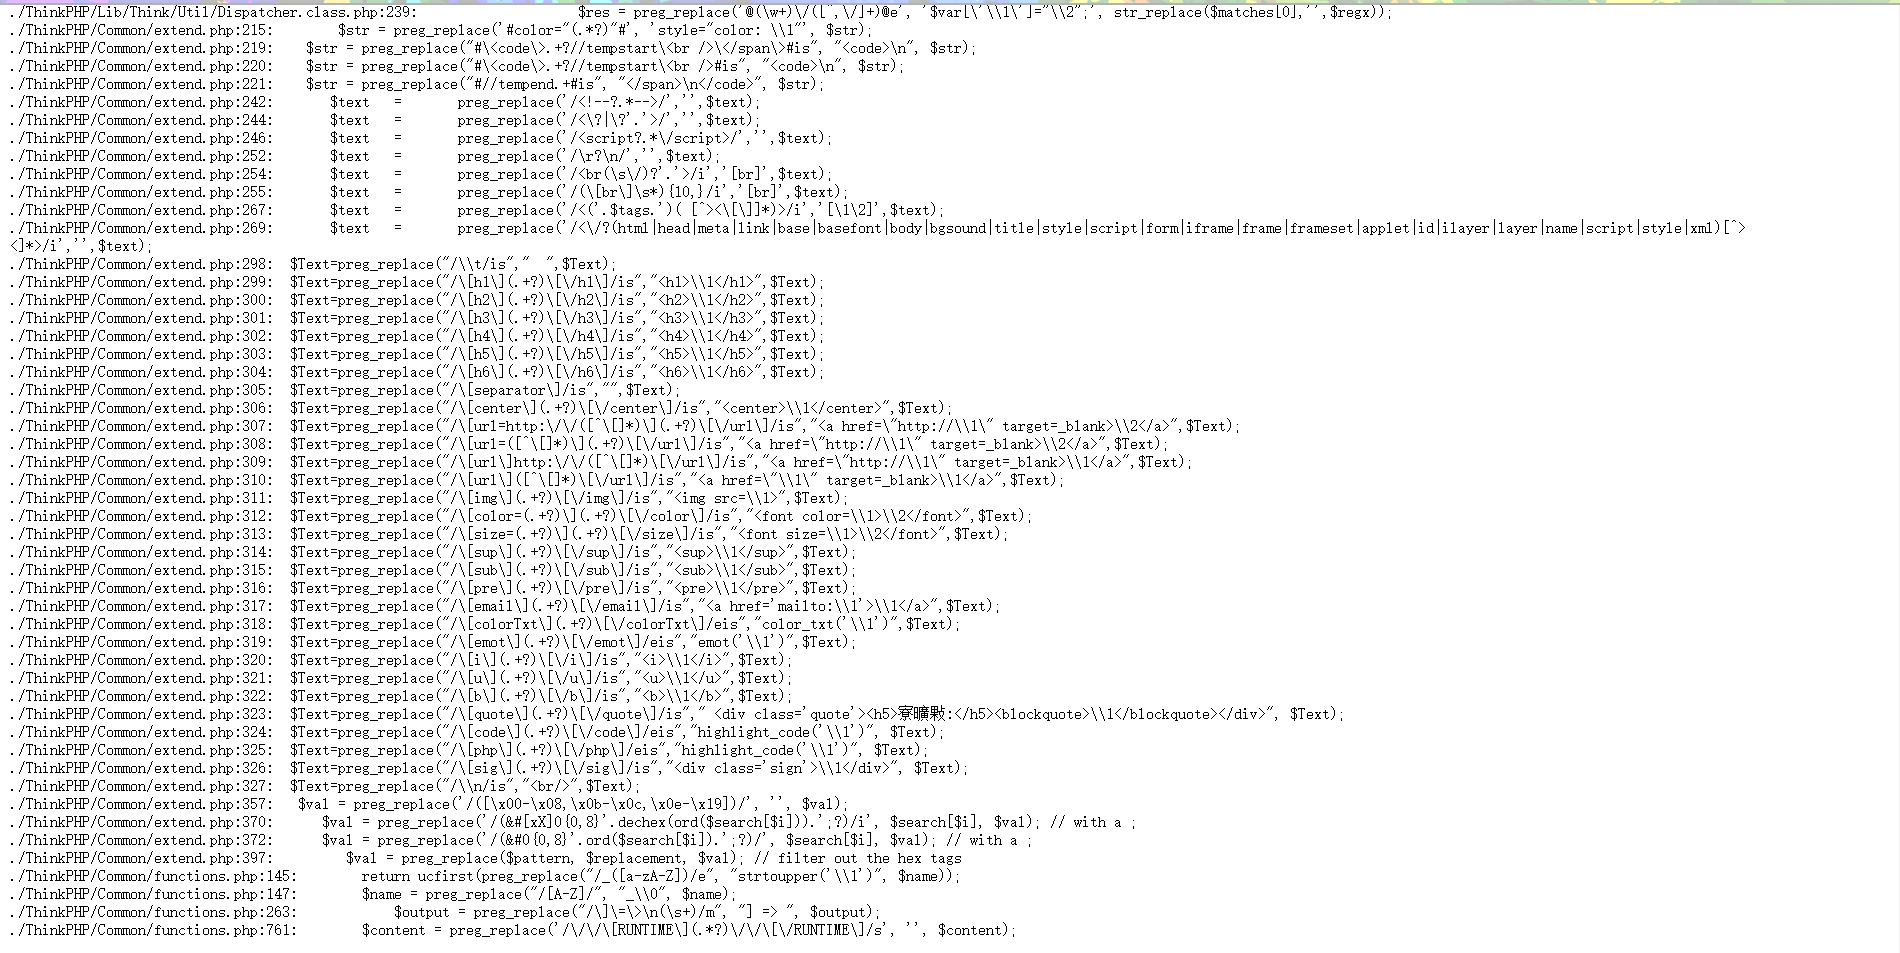 ./ThinkPHP/Lib/Think/Util/Dispatcher.class.php:239:                    $res = preg_replace('@(\w+)\/([^,\/]+)@e', '$var[\'\\1\']="\\2";', str_replace($matches[0],'',$regx));
./ThinkPHP/Common/extend.php:215:        $str = preg_replace('#color="(.*?)"#', 'style="color: \\1"', $str);
./ThinkPHP/Common/extend.php:219:    $str = preg_replace("#\<code\>.+?//tempstart\<br />\</span\>#is", "<code>\n", $str);
./ThinkPHP/Common/extend.php:220:    $str = preg_replace("#\<code\>.+?//tempstart\<br />#is", "<code>\n", $str);
./ThinkPHP/Common/extend.php:221:    $str = preg_replace("#//tempend.+#is", "</span>\n</code>", $str);
./ThinkPHP/Common/extend.php:242:       $text   =       preg_replace('/<!--?.*-->/','',$text);
./ThinkPHP/Common/extend.php:244:       $text   =       preg_replace('/<\?|\?'.'>/','',$text);
./ThinkPHP/Common/extend.php:246:       $text   =       preg_replace('/<script?.*\/script>/','',$text);
./ThinkPHP/Common/extend.php:252:       $text   =       preg_replace('/\r?\n/','',$text);
./ThinkPHP/Common/extend.php:254:       $text   =       preg_replace('/<br(\s\/)?'.'>/i','[br]',$text);
./ThinkPHP/Common/extend.php:255:       $text   =       preg_replace('/(\[br\]\s*){10,}/i','[br]',$text);
./ThinkPHP/Common/extend.php:267:       $text   =       preg_replace('/<('.$tags.')( [^><\[\]]*)>/i','[\1\2]',$text);
./ThinkPHP/Common/extend.php:269:       $text   =       preg_replace('/<\/?(html|head|meta|link|base|basefont|body|bgsound|title|style|script|form|iframe|frame|frameset|applet|id|ilayer|layer|name|script|style|xml)[^>
<]*>/i','',$text);
./ThinkPHP/Common/extend.php:298:  $Text=preg_replace("/\\t/is","  ",$Text);
./ThinkPHP/Common/extend.php:299:  $Text=preg_replace("/\[h1\](.+?)\[\/h1\]/is","<h1>\\1</h1>",$Text);
./ThinkPHP/Common/extend.php:300:  $Text=preg_replace("/\[h2\](.+?)\[\/h2\]/is","<h2>\\1</h2>",$Text);
./ThinkPHP/Common/extend.php:301:  $Text=preg_replace("/\[h3\](.+?)\[\/h3\]/is","<h3>\\1</h3>",$Text);
./ThinkPHP/Common/extend.php:302:  $Text=preg_replace("/\[h4\](.+?)\[\/h4\]/is","<h4>\\1</h4>",$Text);
./ThinkPHP/Common/extend.php:303:  $Text=preg_replace("/\[h5\](.+?)\[\/h5\]/is","<h5>\\1</h5>",$Text);
./ThinkPHP/Common/extend.php:304:  $Text=preg_replace("/\[h6\](.+?)\[\/h6\]/is","<h6>\\1</h6>",$Text);
./ThinkPHP/Common/extend.php:305:  $Text=preg_replace("/\[separator\]/is","",$Text);
./ThinkPHP/Common/extend.php:306:  $Text=preg_replace("/\[center\](.+?)\[\/center\]/is","<center>\\1</center>",$Text);
./ThinkPHP/Common/extend.php:307:  $Text=preg_replace("/\[url=http:\/\/([^\[]*)\](.+?)\[\/url\]/is","<a href=\"http://\\1\" target=_blank>\\2</a>",$Text);
./ThinkPHP/Common/extend.php:308:  $Text=preg_replace("/\[url=([^\[]*)\](.+?)\[\/url\]/is","<a href=\"http://\\1\" target=_blank>\\2</a>",$Text);
./ThinkPHP/Common/extend.php:309:  $Text=preg_replace("/\[url\]http:\/\/([^\[]*)\[\/url\]/is","<a href=\"http://\\1\" target=_blank>\\1</a>",$Text);
./ThinkPHP/Common/extend.php:310:  $Text=preg_replace("/\[url\]([^\[]*)\[\/url\]/is","<a href=\"\\1\" target=_blank>\\1</a>",$Text);
./ThinkPHP/Common/extend.php:311:  $Text=preg_replace("/\[img\](.+?)\[\/img\]/is","<img src=\\1>",$Text);
./ThinkPHP/Common/extend.php:312:  $Text=preg_replace("/\[color=(.+?)\](.+?)\[\/color\]/is","<font color=\\1>\\2</font>",$Text);
./ThinkPHP/Common/extend.php:313:  $Text=preg_replace("/\[size=(.+?)\](.+?)\[\/size\]/is","<font size=\\1>\\2</font>",$Text);
./ThinkPHP/Common/extend.php:314:  $Text=preg_replace("/\[sup\](.+?)\[\/sup\]/is","<sup>\\1</sup>",$Text);
./ThinkPHP/Common/extend.php:315:  $Text=preg_replace("/\[sub\](.+?)\[\/sub\]/is","<sub>\\1</sub>",$Text);
./ThinkPHP/Common/extend.php:316:  $Text=preg_replace("/\[pre\](.+?)\[\/pre\]/is","<pre>\\1</pre>",$Text);
./ThinkPHP/Common/extend.php:317:  $Text=preg_replace("/\[email\](.+?)\[\/email\]/is","<a href='mailto:\\1'>\\1</a>",$Text);
./ThinkPHP/Common/extend.php:318:  $Text=preg_replace("/\[colorTxt\](.+?)\[\/colorTxt\]/eis","color_txt('\\1')",$Text);
./ThinkPHP/Common/extend.php:319:  $Text=preg_replace("/\[emot\](.+?)\[\/emot\]/eis","emot('\\1')",$Text);
./ThinkPHP/Common/extend.php:320:  $Text=preg_replace("/\[i\](.+?)\[\/i\]/is","<i>\\1</i>",$Text);
./ThinkPHP/Common/extend.php:321:  $Text=preg_replace("/\[u\](.+?)\[\/u\]/is","<u>\\1</u>",$Text);
./ThinkPHP/Common/extend.php:322:  $Text=preg_replace("/\[b\](.+?)\[\/b\]/is","<b>\\1</b>",$Text);
./ThinkPHP/Common/extend.php:323:  $Text=preg_replace("/\[quote\](.+?)\[\/quote\]/is"," <div class='quote'><h5>寮曠敤:</h5><blockquote>\\1</blockquote></div>", $Text);
./ThinkPHP/Common/extend.php:324:  $Text=preg_replace("/\[code\](.+?)\[\/code\]/eis","highlight_code('\\1')", $Text);
./ThinkPHP/Common/extend.php:325:  $Text=preg_replace("/\[php\](.+?)\[\/php\]/eis","highlight_code('\\1')", $Text);
./ThinkPHP/Common/extend.php:326:  $Text=preg_replace("/\[sig\](.+?)\[\/sig\]/is","<div class='sign'>\\1</div>", $Text);
./ThinkPHP/Common/extend.php:327:  $Text=preg_replace("/\\n/is","<br/>",$Text);
./ThinkPHP/Common/extend.php:357:   $val = preg_replace('/([\x00-\x08,\x0b-\x0c,\x0e-\x19])/', '', $val);
./ThinkPHP/Common/extend.php:370:      $val = preg_replace('/(&#[xX]0{0,8}'.dechex(ord($search[$i])).';?)/i', $search[$i], $val); // with a ;
./ThinkPHP/Common/extend.php:372:      $val = preg_replace('/(&#0{0,8}'.ord($search[$i]).';?)/', $search[$i], $val); // with a ;
./ThinkPHP/Common/extend.php:397:         $val = preg_replace($pattern, $replacement, $val); // filter out the hex tags
./ThinkPHP/Common/functions.php:145:        return ucfirst(preg_replace("/_([a-zA-Z])/e", "strtoupper('\\1')", $name));
./ThinkPHP/Common/functions.php:147:        $name = preg_replace("/[A-Z]/", "_\\0", $name);
./ThinkPHP/Common/functions.php:263:            $output = preg_replace("/\]\=\>\n(\s+)/m", "] => ", $output);
./ThinkPHP/Common/functions.php:761:        $content = preg_replace('/\/\/\[RUNTIME\](.*?)\/\/\[\/RUNTIME\]/s', '', $content);